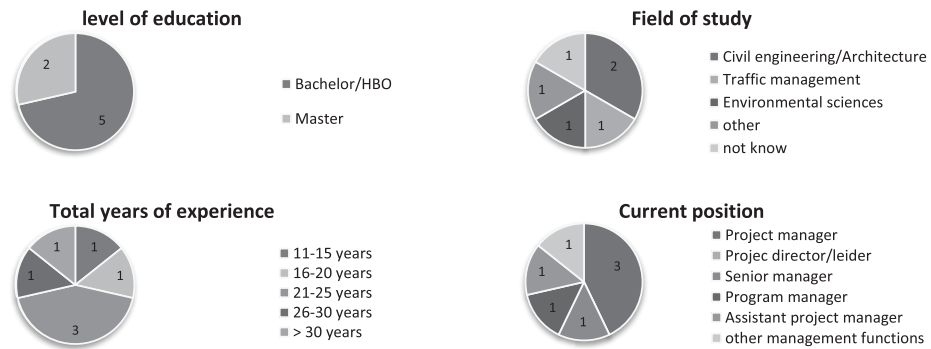 level of education
2
5
Bachelor/HBO
Master
Field of study
1
2
1
1
1
Civil engineering/Architecture
Traffic management
Environmental sciences
other
not know
Total years of experience
1
1
1
1
3
11-15 years
16-20 years
21-25 years
26-30 years
> 30 years
Current position
1
3
1
1
1
Project manager
Projec director/leider
Senior manager
Program manager
Assistant project manager
other management functions